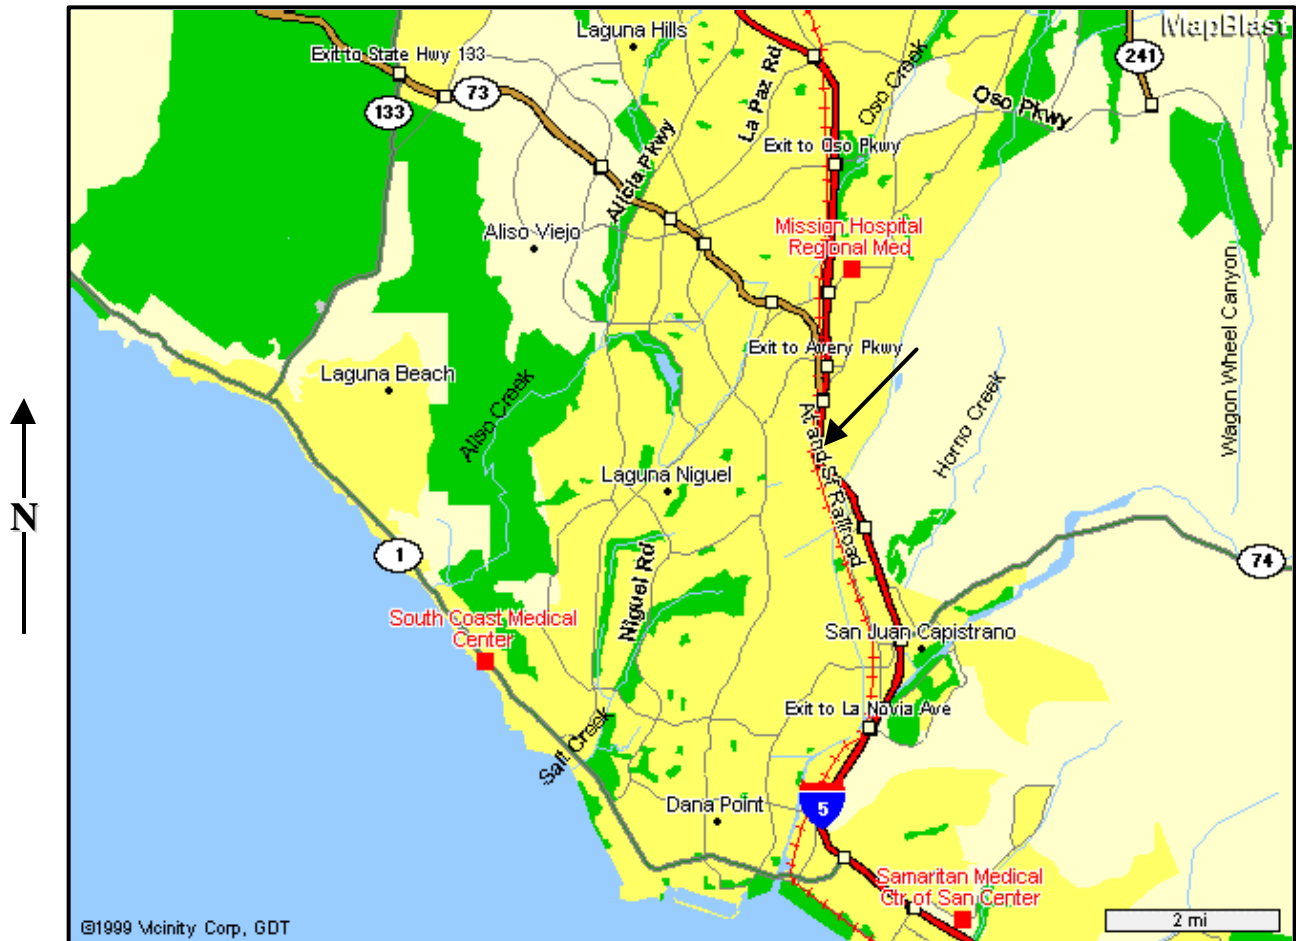 MapBlast
Laguna Hills
Exit to State Hwy 133
73
133
La Paz Rd
Oso Creek
241
Oso Pkwy
Exit to Oso Pkwy
Alicia Pkwy
Aliso Viejo
Mission Hospital
Regional Med
Wagon Wheel Canyon
Exit to Avery Pkwy
Laguna Beach
Aliso Creek
Horno Creek
At and Sf Railroad
Laguna Niguel
N
1
74
Niguel Rd
South Coast Medical
Center
San Juan Capistrano
Exit to La Novia Ave
Salt Creek
Dana Point
5
Samaritan Medical
Ctr of San Center
2 mi
©1999 Vicinity Corp, GDT